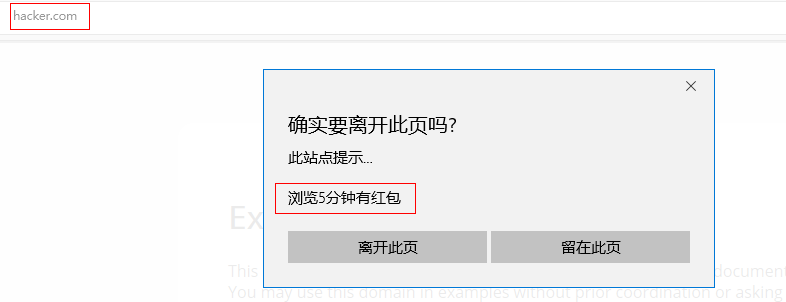 hacker.com
确实要离开此页吗?
此站点提示...
浏览5分钟有红包
离开此页 留在此页
Ex
This document
You may use this domain in examples without prior coordination or asking